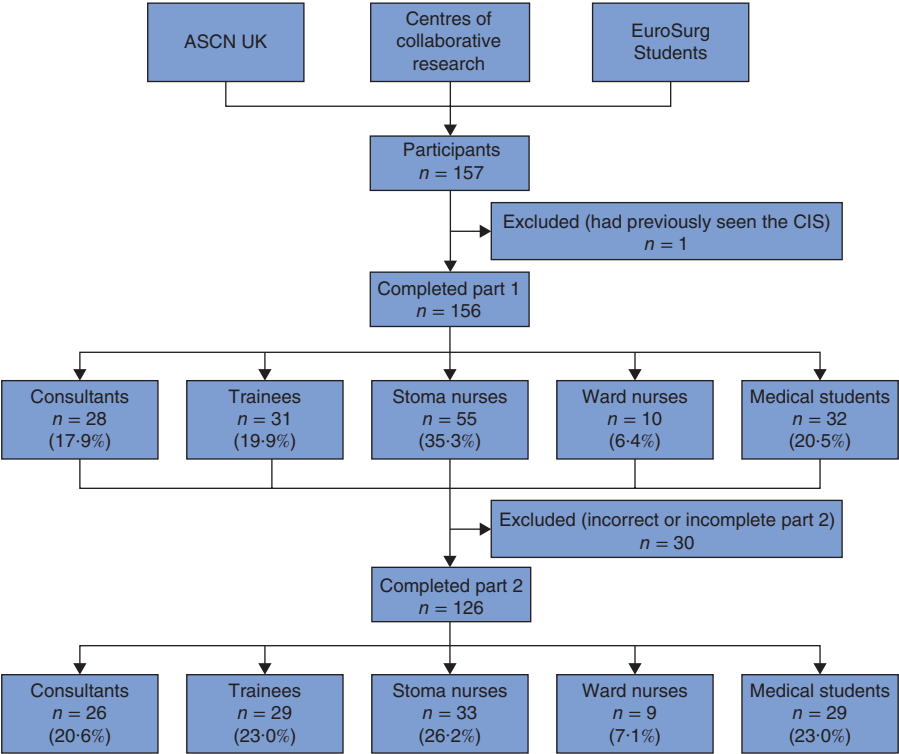 ASCN UK
Centres of
collaborative
research
EuroSurg
Students
Participants
n = 157
Excluded (had previously seen the CIS)
n = 1
Completed part 1
n = 156
Consultants
n = 28
(17·9%)
Trainees
n = 31
(19·9%)
Stoma nurses
n = 55
(35·3%)
Ward nurses
n = 10
(6·4%)
Medical students
n = 32
(20·5%)
Excluded (incorrect or incomplete part 2)
n = 30
Completed part 2
n = 126
Consultants
n = 26
(20·6%)
Trainees
n = 29
(23·0%)
Stoma nurses
n = 33
(26·2%)
Ward nurses
n = 9
(7·1%)
Medical students
n = 29
(23·0%)